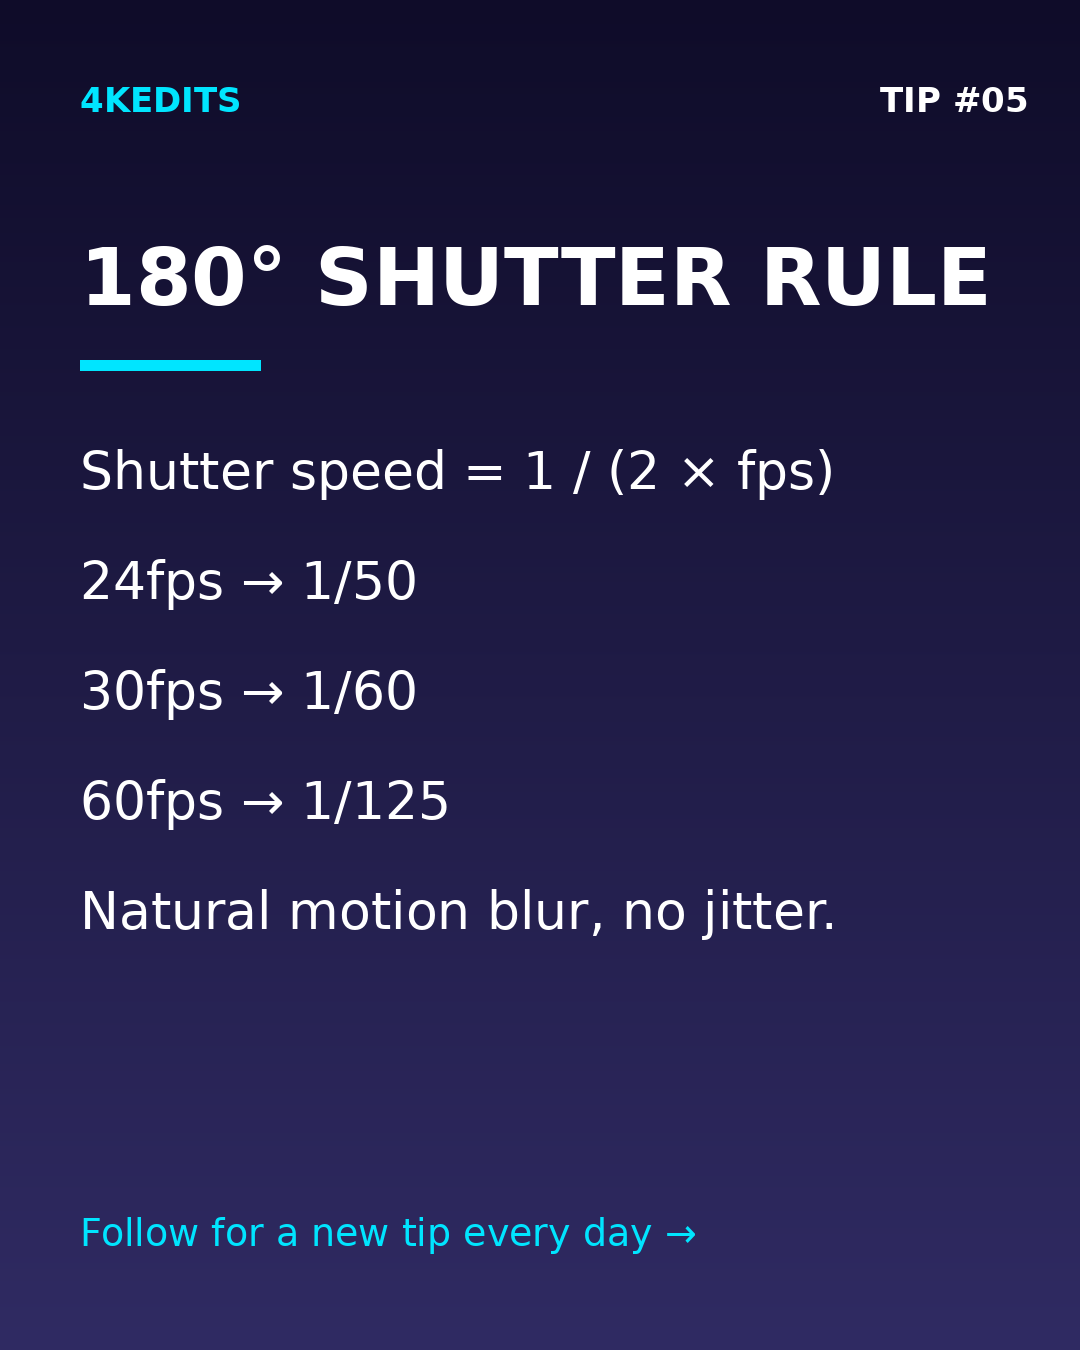 4KEDITS
TIP #05
180° SHUTTER RULE
Shutter speed = 1 / (2 × fps)
24fps → 1/50
30fps → 1/60
60fps → 1/125
Natural motion blur, no jitter.
Follow for a new tip every day →